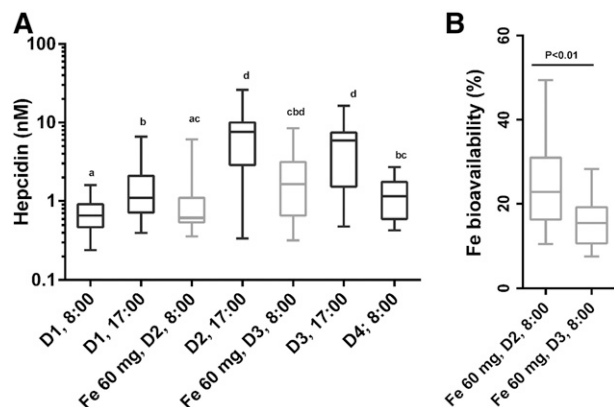 A
Hepcidin (nM)
100
10
1
0.1
a
b
ac
d
cbd
d
bc
D1, 8:00
D1, 17:00
Fe 60 mg, D2, 8:00
D2, 17:00
Fe 60 mg, D3, 8:00
D3, 17:00
D4, 8:00
B
Fe bioavailability (%)
60
40
20
0
P<0.01
Fe 60 mg, D2, 8:00
Fe 60 mg, D3, 8:00